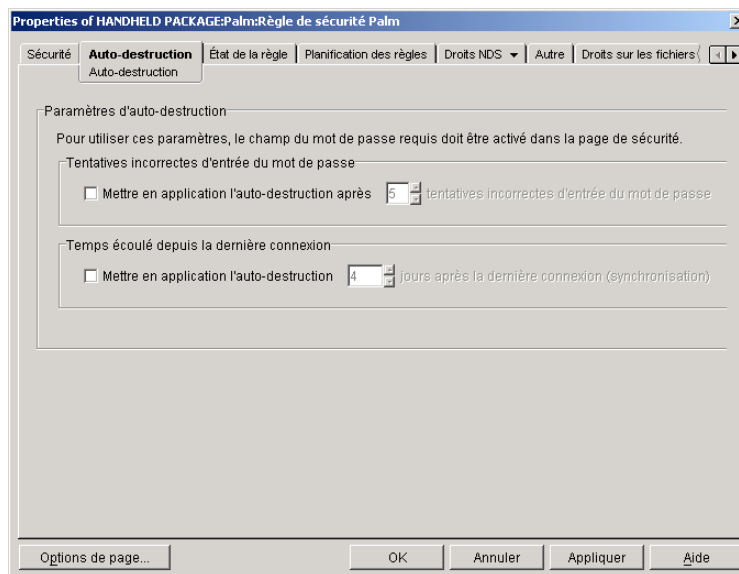 Properties of HANDHELD PACKAGE:Palm:Règle de sécurité Palm
Sécurité Auto-destruction État de la règle Planification des règles Droits NDS Autre Droits sur les fichiers
Auto-destruction
Paramètres d'auto-destruction
Pour utiliser ces paramètres, le champ du mot de passe requis doit être activé dans la page de sécurité.
Tentatives incorrectes d'entrée du mot de passe
Mettre en application l'auto-destruction après 5 tentatives incorrectes d'entrée du mot de passe
Temps écoulé depuis la dernière connexion
Mettre en application l'auto-destruction 4 jours après la dernière connexion (synchronisation)
Options de page... OK Annuler Appliquer Aide